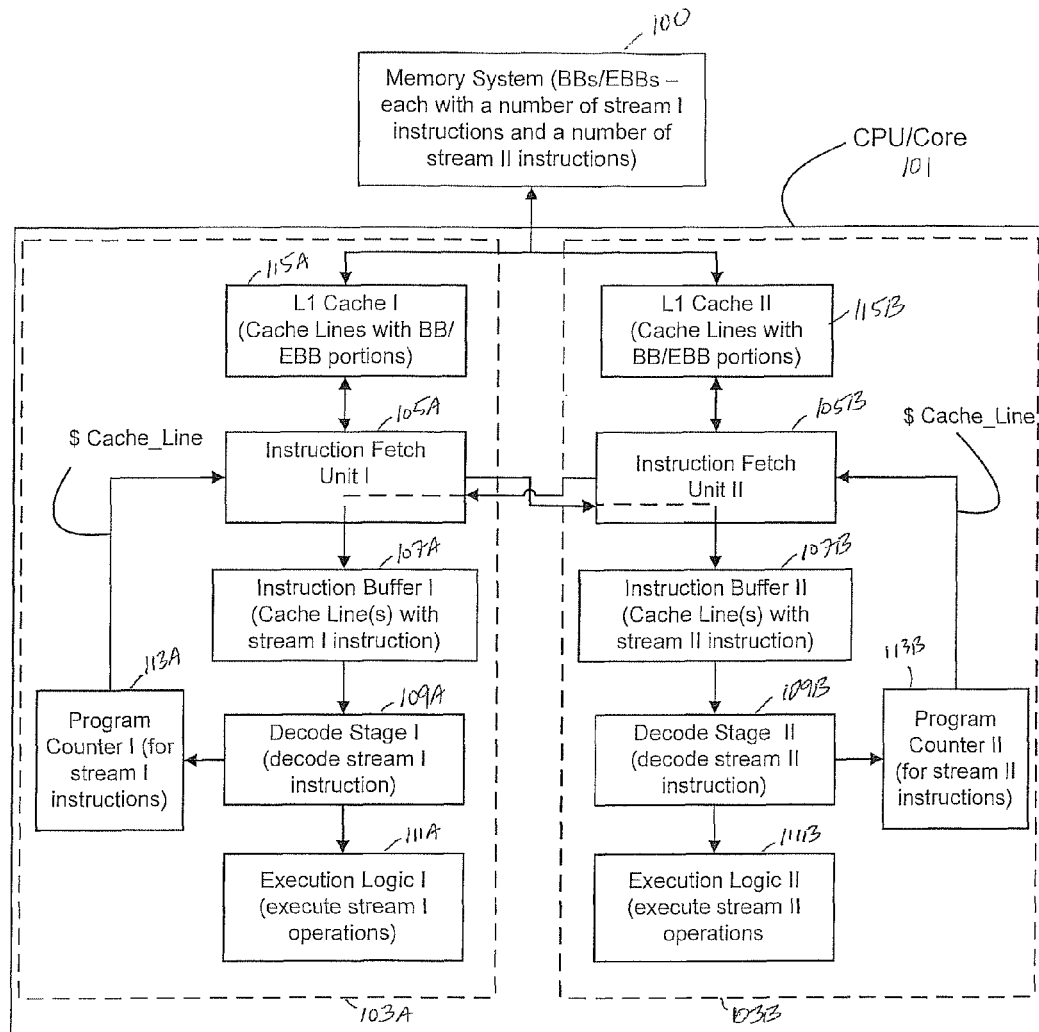 100
Memory System (BBs/EBBs –
each with a number of stream I
instructions and a number of
stream II instructions)
CPU/Core
101
115A
L1 Cache I
(Cache Lines with BB/
EBB portions)
L1 Cache II
(Cache Lines with
BB/EBB portions)
115B
105A
105B
$ Cache_Line
Instruction Fetch
Unit I
Instruction Fetch
Unit II
$ Cache_Line
107A
107B
Instruction Buffer I
(Cache Line(s) with
stream I instruction)
Instruction Buffer II
(Cache Line(s) with
stream II instruction)
113A
113B
109A
109B
Program
Counter I (for
stream I
instructions)
Decode Stage I
(decode stream I
instruction)
Decode Stage II
(decode stream II
instruction)
Program
Counter II
(for stream II
instructions)
111A
111B
Execution Logic I
(execute stream I
operations)
Execution Logic II
(execute stream II
operations
103A
103B